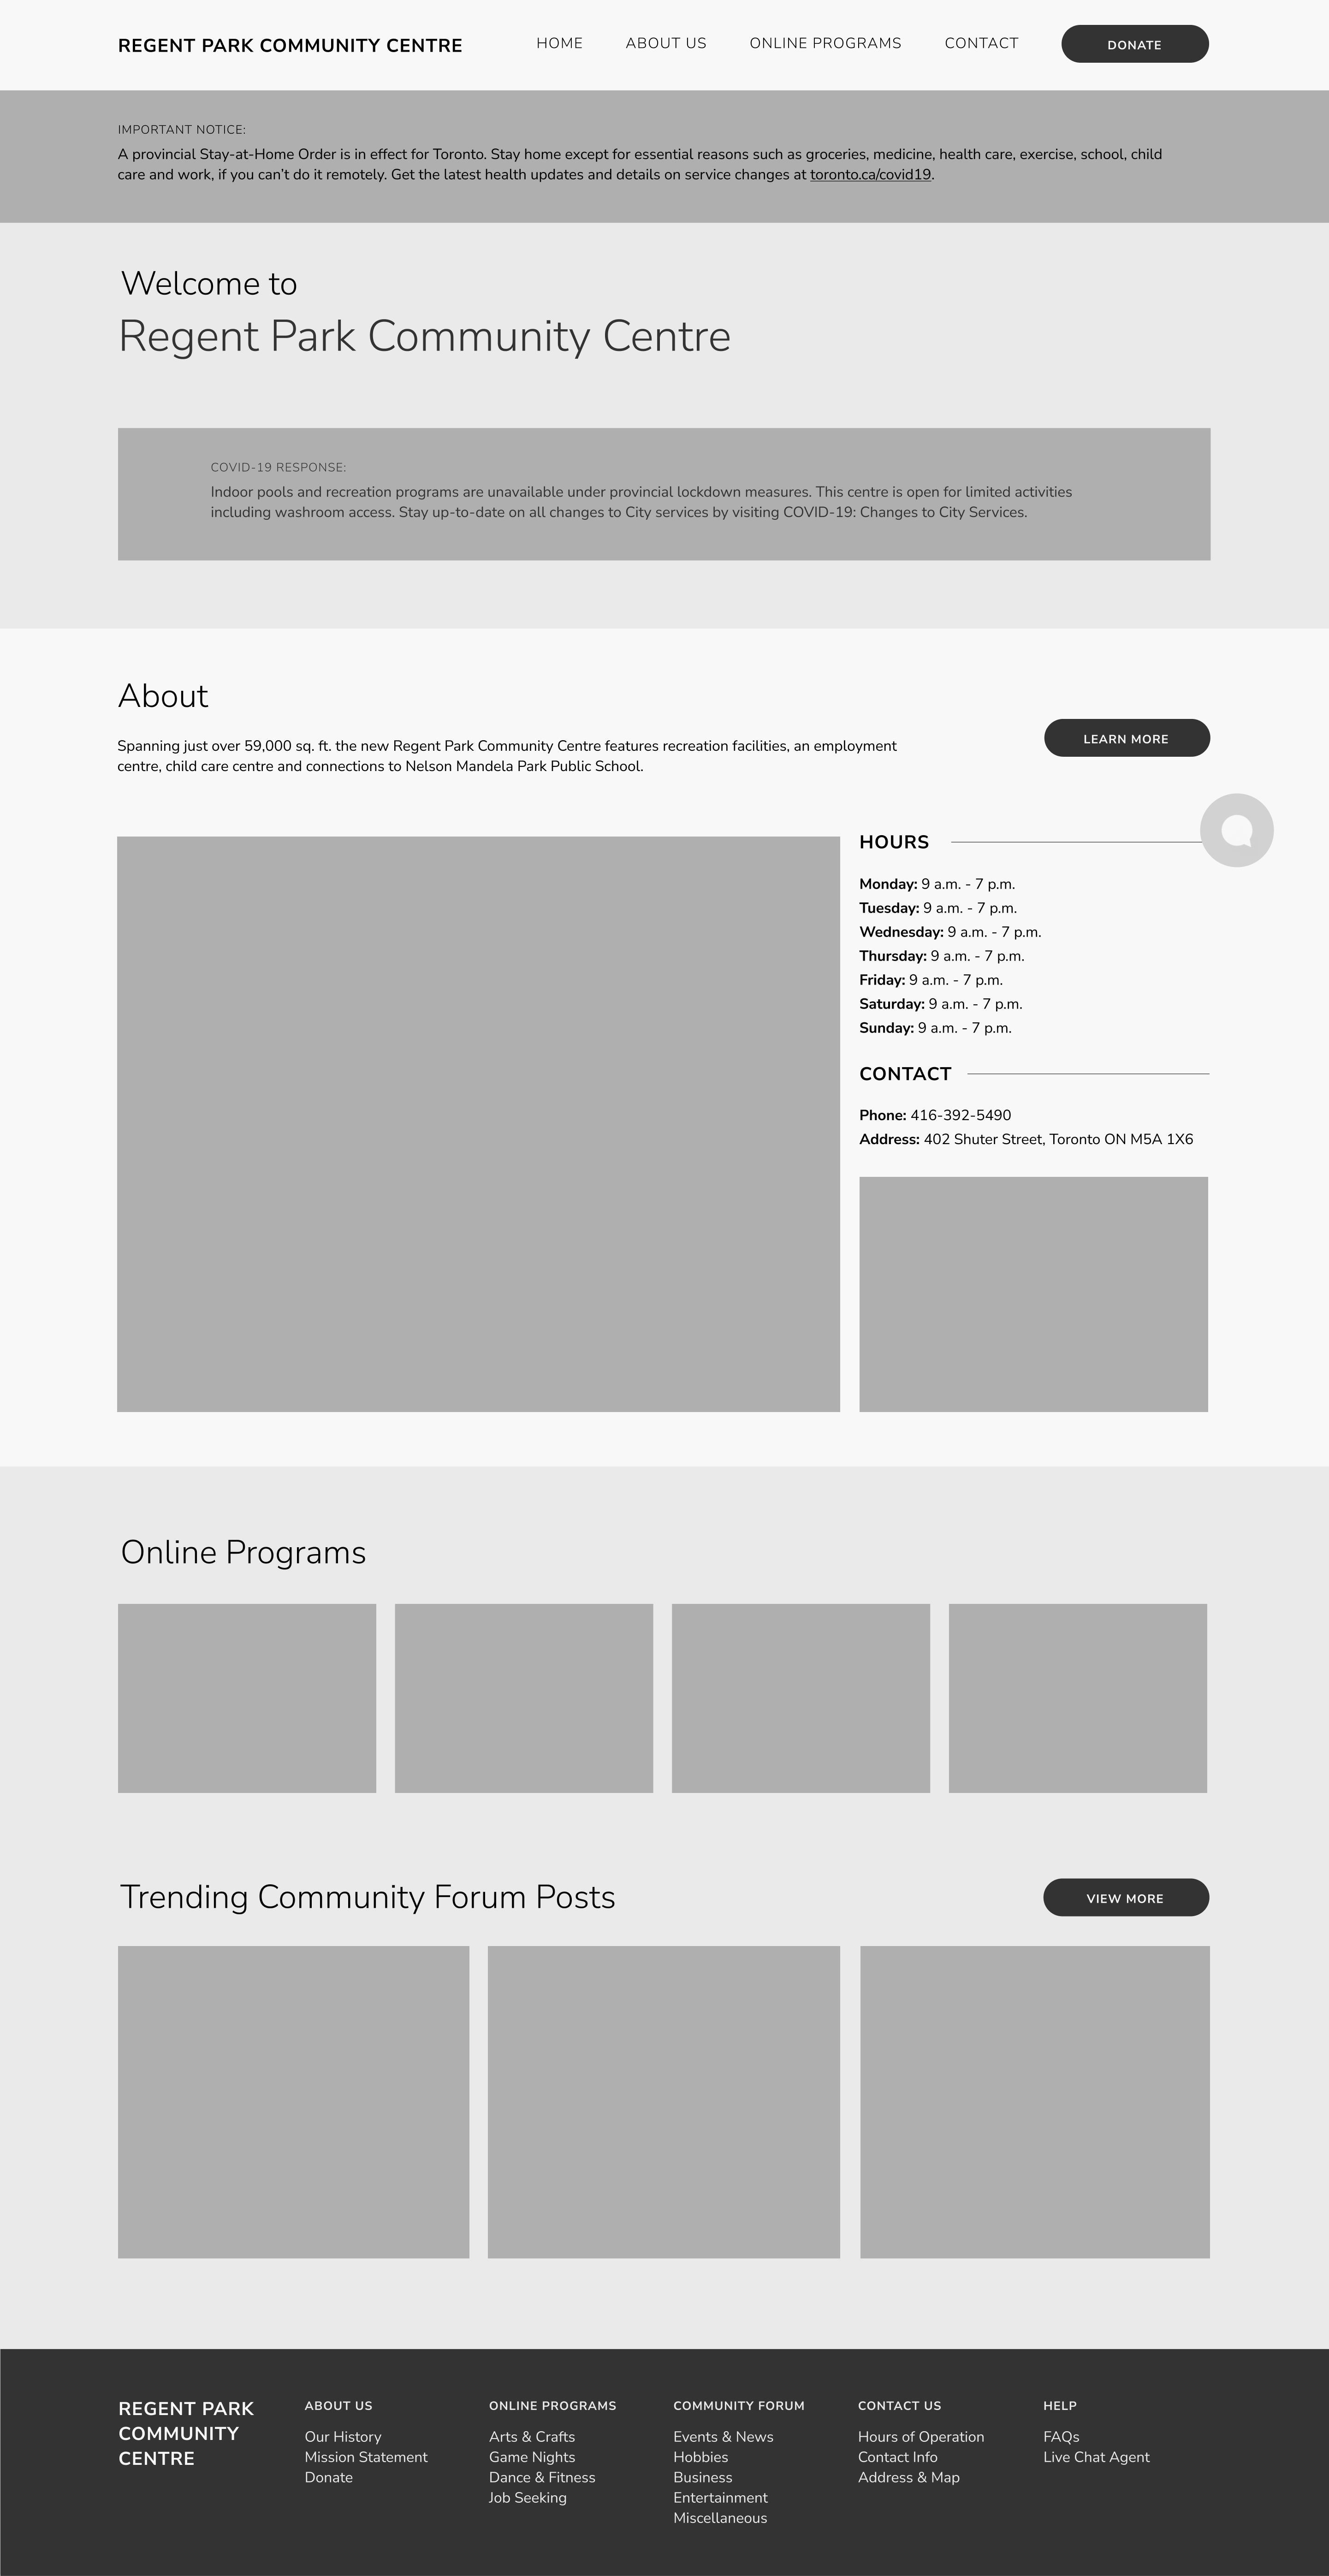 REGENT PARK COMMUNITY CENTRE
HOME
ABOUT US
ONLINE PROGRAMS
CONTACT
DONATE
IMPORTANT NOTICE:
A provincial Stay-at-Home Order is in effect for Toronto. Stay home except for essential reasons such as groceries, medicine, health care, exercise, school, child
care and work, if you can't do it remotely. Get the latest health updates and details on service changes at toronto.ca/covid19.
Welcome to
Regent Park Community Centre
COVID-19 RESPONSE:
Indoor pools and recreation programs are unavailable under provincial lockdown measures. This centre is open for limited activities
including washroom access. Stay up-to-date on all changes to City services by visiting COVID-19: Changes to City Services.
About
Spanning just over 59,000 sq. ft. the new Regent Park Community Centre features recreation facilities, an employment
centre, child care centre and connections to Nelson Mandela Park Public School.
LEARN MORE
HOURS
Monday: 9 a.m. - 7 p.m.
Tuesday: 9 a.m. - 7 p.m.
Wednesday: 9 a.m. - 7 p.m.
Thursday: 9 a.m. - 7 p.m.
Friday: 9 a.m. - 7 p.m.
Saturday: 9 a.m. - 7 p.m.
Sunday: 9 a.m. - 7 p.m.
CONTACT
Phone: 416-392-5490
Address: 402 Shuter Street, Toronto ON M5A 1X6
Online Programs
Trending Community Forum Posts
VIEW MORE
REGENT PARK
COMMUNITY
CENTRE
ABOUT US
Our History
Mission Statement
Donate
ONLINE PROGRAMS
Arts & Crafts
Game Nights
Dance & Fitness
Job Seeking
COMMUNITY FORUM
Events & News
Hobbies
Business
Entertainment
Miscellaneous
CONTACT US
Hours of Operation
Contact Info
Address & Map
HELP
FAQs
Live Chat Agent